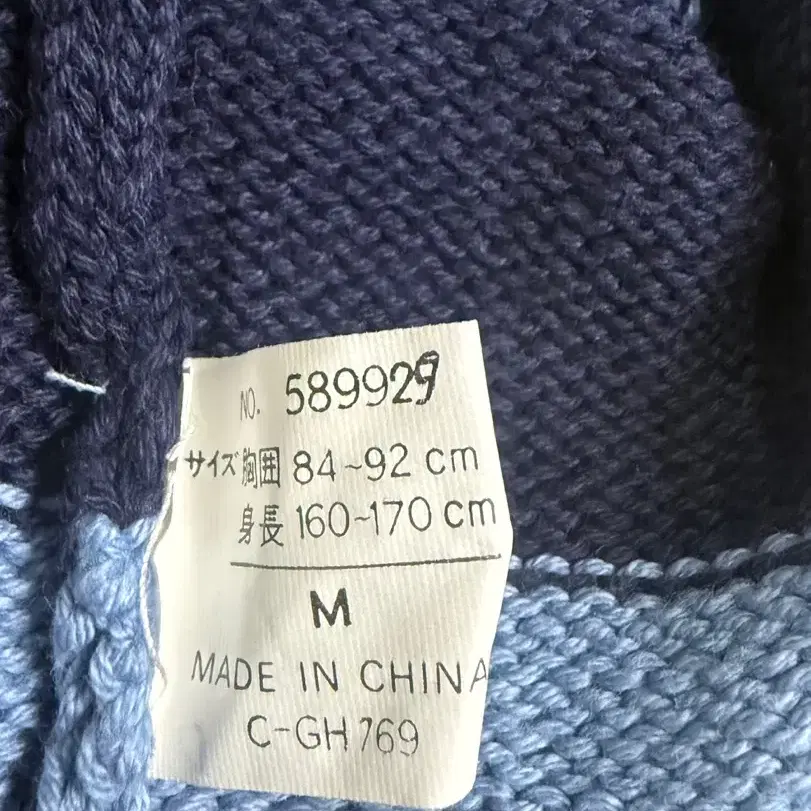 NO. 589929
サイズ 胸囲 84~92 cm
身長 160~170 cm
M
MADE IN CHINA
C-GH769